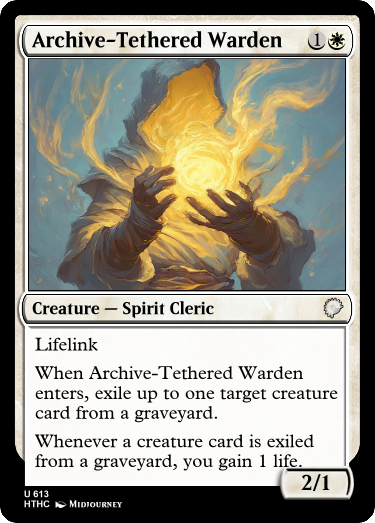 Archive-Tethered Warden 1
Creature — Spirit Cleric
Lifelink
When Archive-Tethered Warden
enters, exile up to one target creature
card from a graveyard.
Whenever a creature card is exiled
from a graveyard, you gain 1 life.
2/1
U 613
HTHC MIDJOURNEY